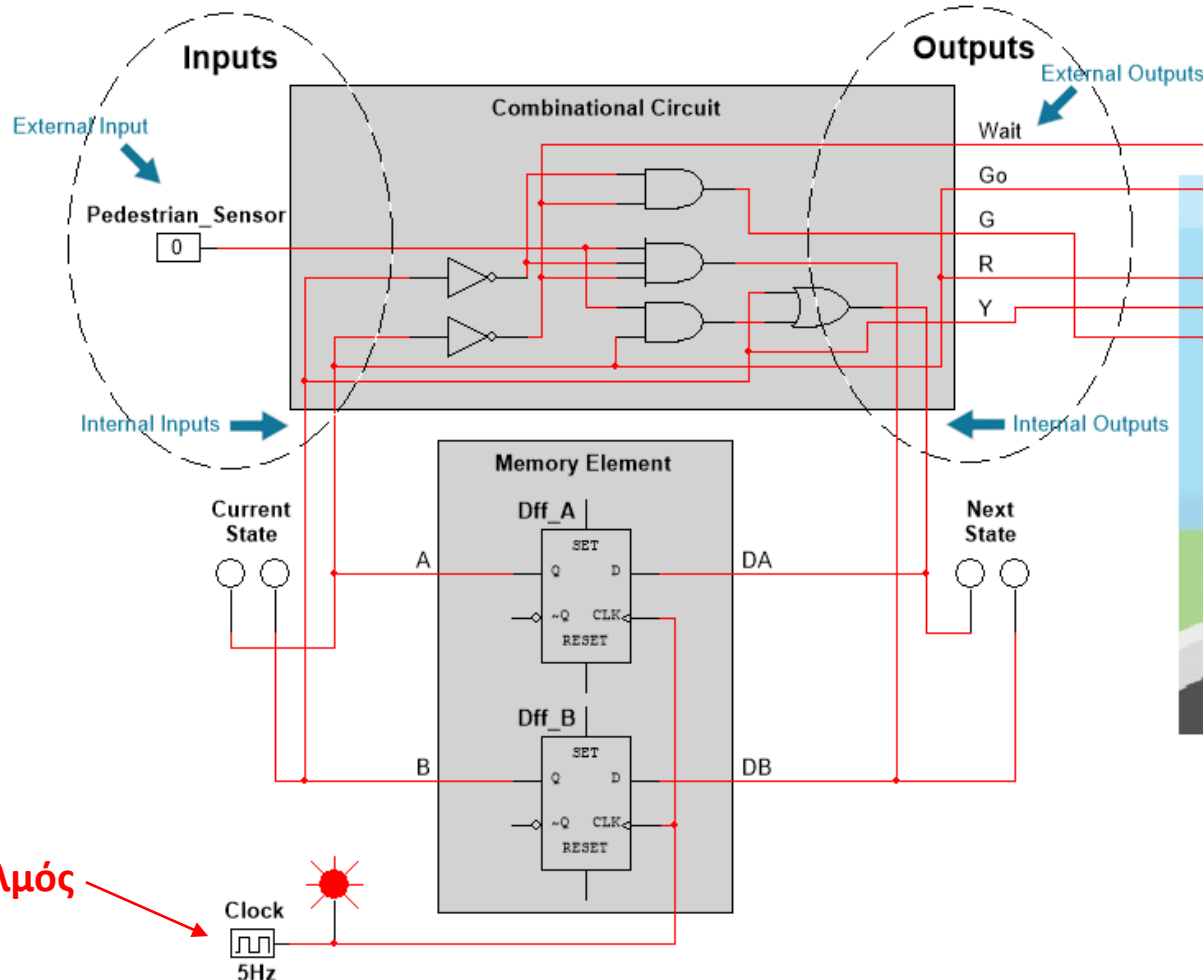 Inputs
Outputs
External Input
External Outputs
Combinational Circuit
Pedestrian_Sensor
0
Wait
Go
G
R
Y
Internal Inputs
Internal Outputs
Memory Element
Current
State
Next
State
Dff_A
SET
A
Q
D
DA
~Q
CLK
RESET
Dff_B
SET
B
Q
D
DB
~Q
CLK
RESET
Clock
5Hz